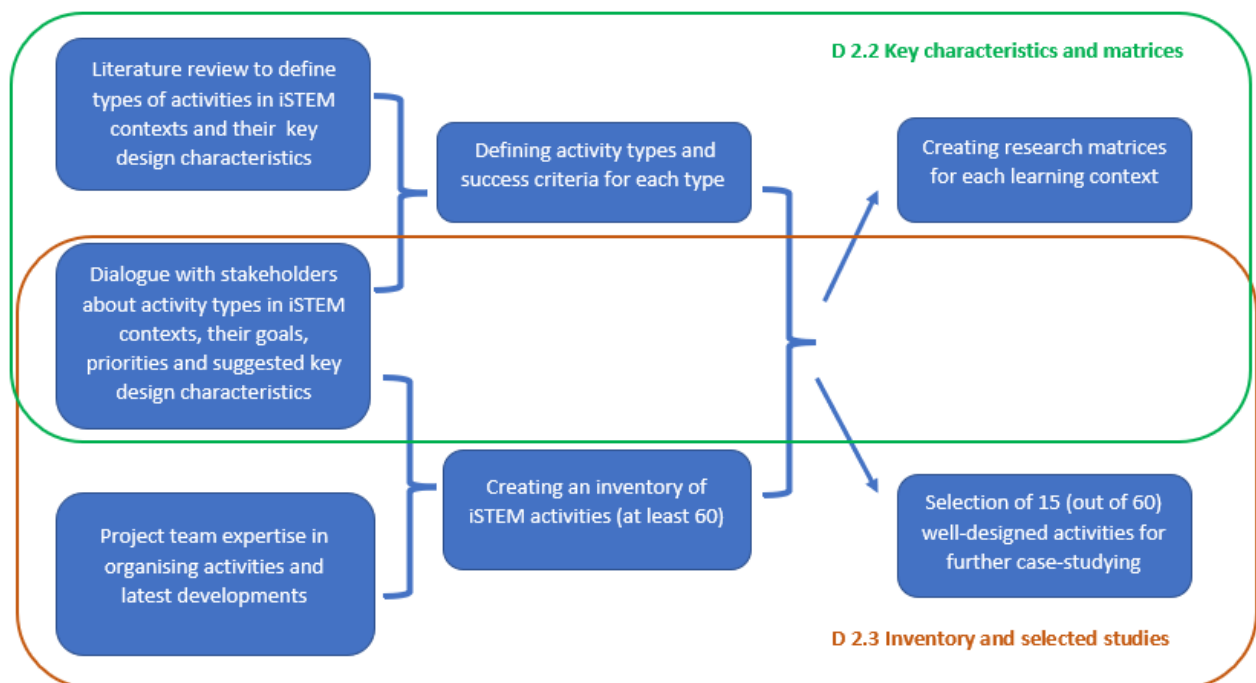 D 2.2 Key characteristics and matrices
Literature review to define
types of activities in iSTEM
contexts and their key
design characteristics
Defining activity types and
success criteria for each type
Creating research matrices
for each learning context
Dialogue with stakeholders
about activity types in iSTEM
contexts, their goals,
priorities and suggested key
design characteristics
Creating an inventory of
iSTEM activities (at least 60)
Project team expertise in
organising activities and
latest developments
Selection of 15 (out of 60)
well-designed activities for
further case-studying
D 2.3 Inventory and selected studies